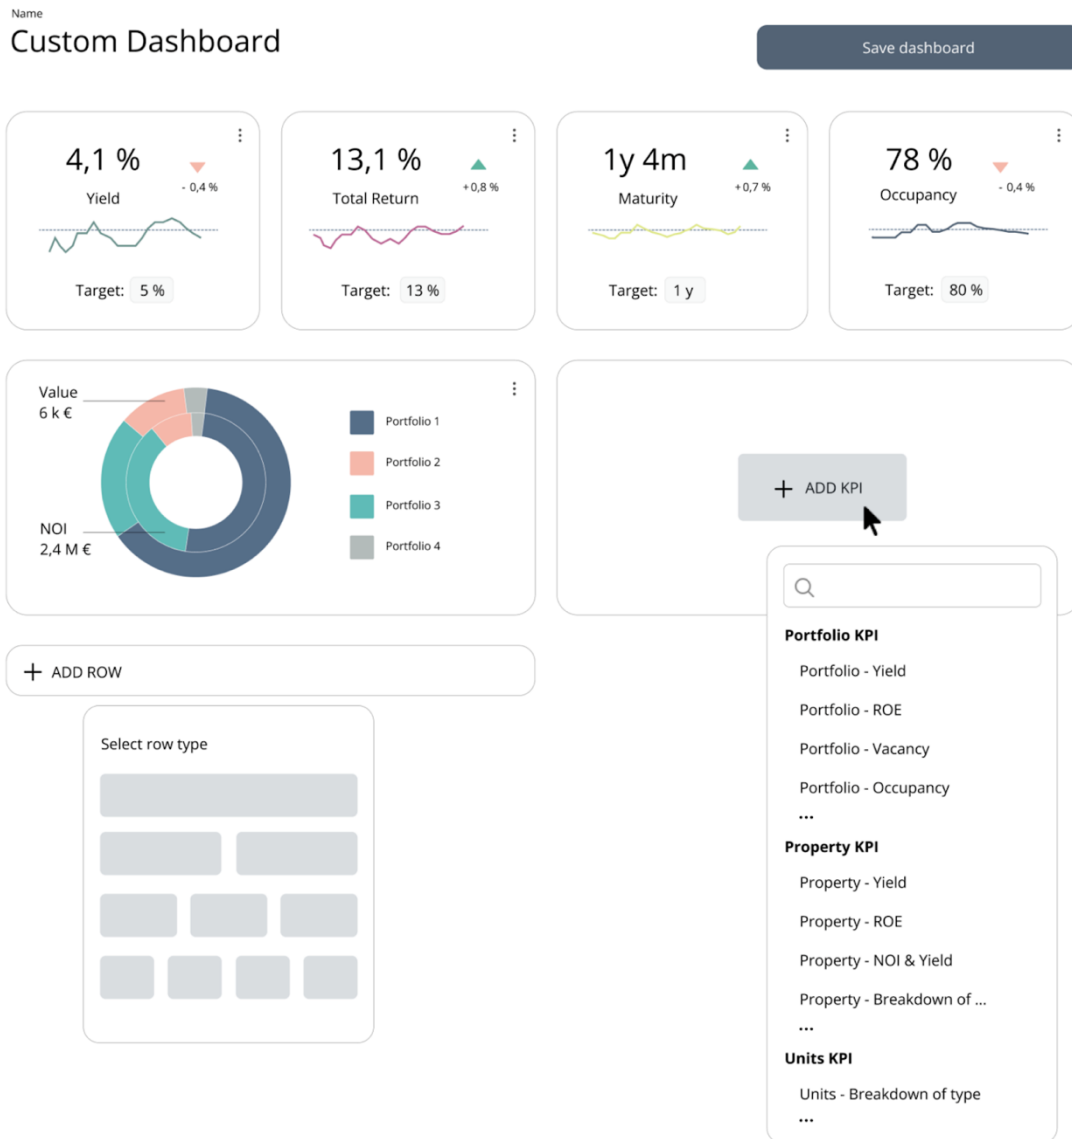 Name
Custom Dashboard
Save dashboard
4,1 %
- 0,4 %
Yield
Target: 5 %
13,1 %
+0,8 %
Total Return
Target: 13 %
1y 4m
+0,7 %
Maturity
Target: 1 y
78 %
- 0,4 %
Occupancy
Target: 80 %
Value
6 k €
NOI
2,4 M €
Portfolio 1
Portfolio 2
Portfolio 3
Portfolio 4
+ ADD KPI
Portfolio KPI
Portfolio - Yield
Portfolio - ROE
Portfolio - Vacancy
Portfolio - Occupancy
...
Property KPI
Property - Yield
Property - ROE
Property - NOI & Yield
Property - Breakdown of ...
...
Units KPI
Units - Breakdown of type
...
+ ADD ROW
Select row type